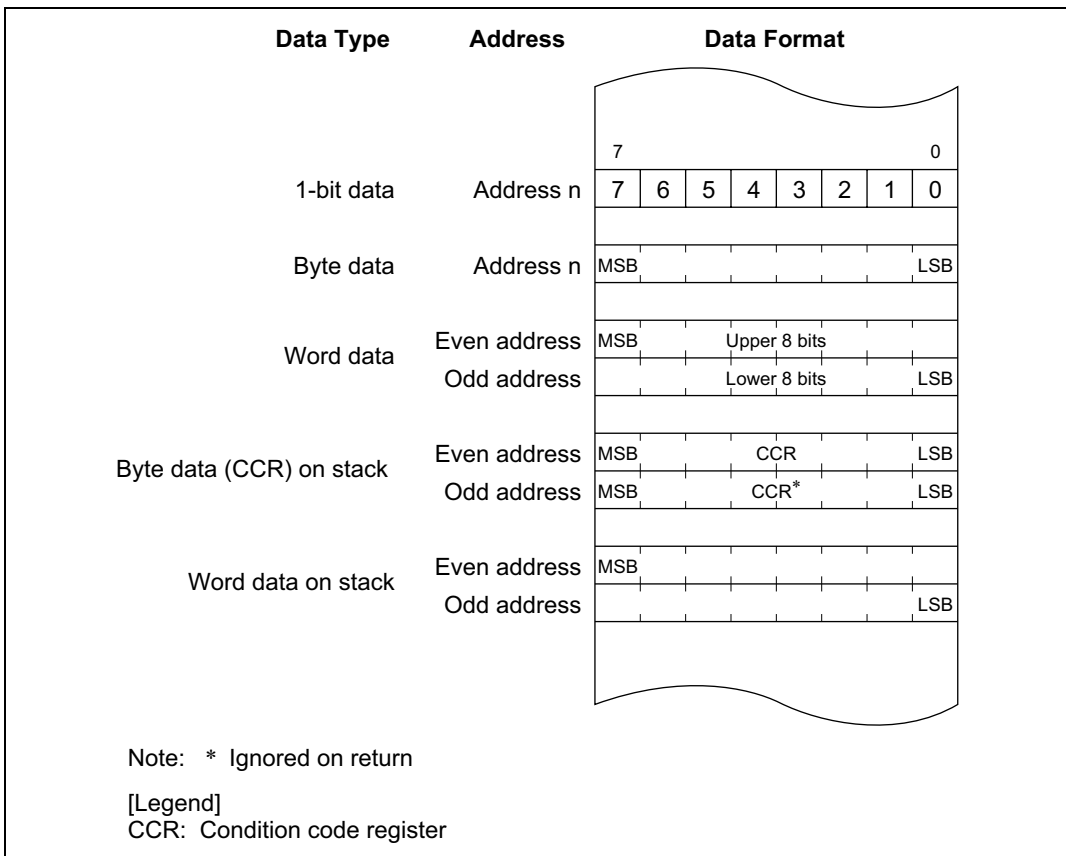 Data Type Address Data Format
7 0
1-bit data Address n 7 6 5 4 3 2 1 0
Byte data Address n MSB LSB
Word data
Even address MSB Upper 8 bits
Odd address Lower 8 bits LSB
Byte data (CCR) on stack
Even address MSB CCR LSB
Odd address MSB CCR* LSB
Word data on stack
Even address MSB
Odd address LSB
Note: * Ignored on return
[Legend]
CCR: Condition code register